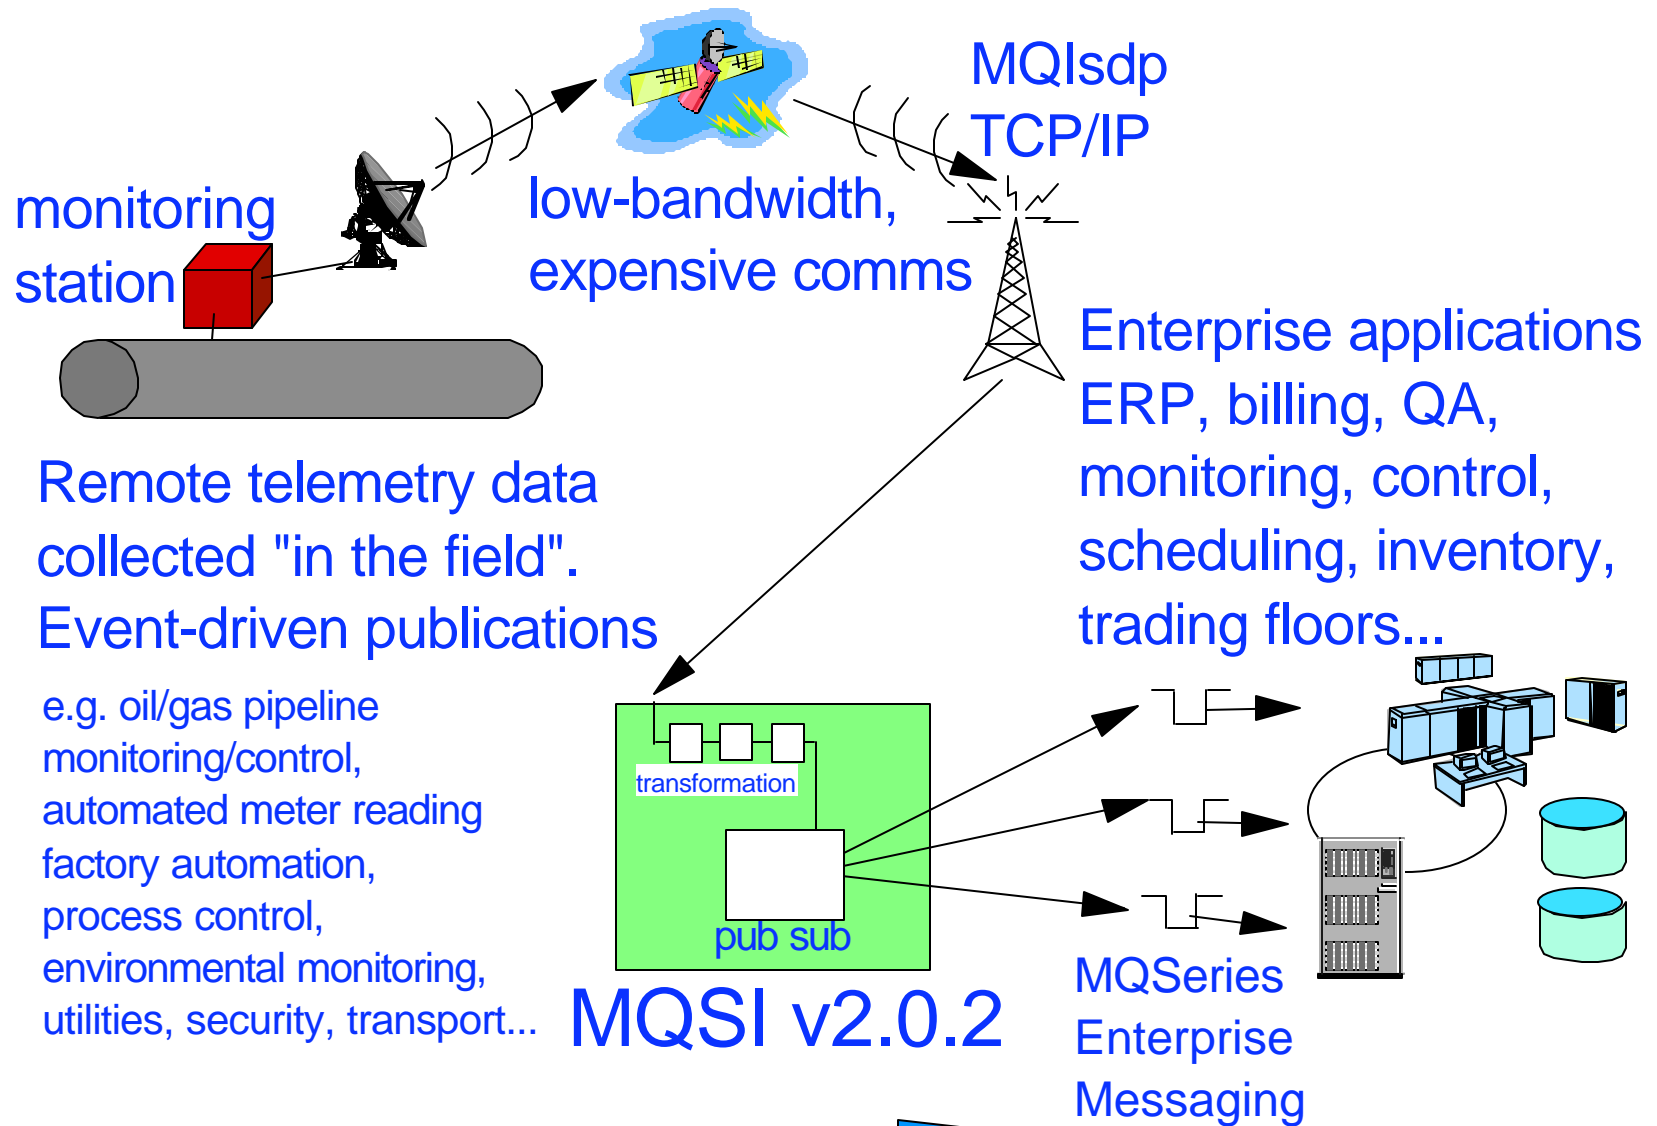 MQIsdp
TCP/IP
monitoring
station
low-bandwidth,
expensive comms
Enterprise applications
ERP, billing, QA,
monitoring, control,
scheduling, inventory,
trading floors...
Remote telemetry data
collected "in the field".
Event-driven publications
e.g. oil/gas pipeline
monitoring/control,
automated meter reading
factory automation,
process control,
environmental monitoring,
utilities, security, transport...
transformation
pub sub
MQSI v2.0.2
MQSeries
Enterprise
Messaging